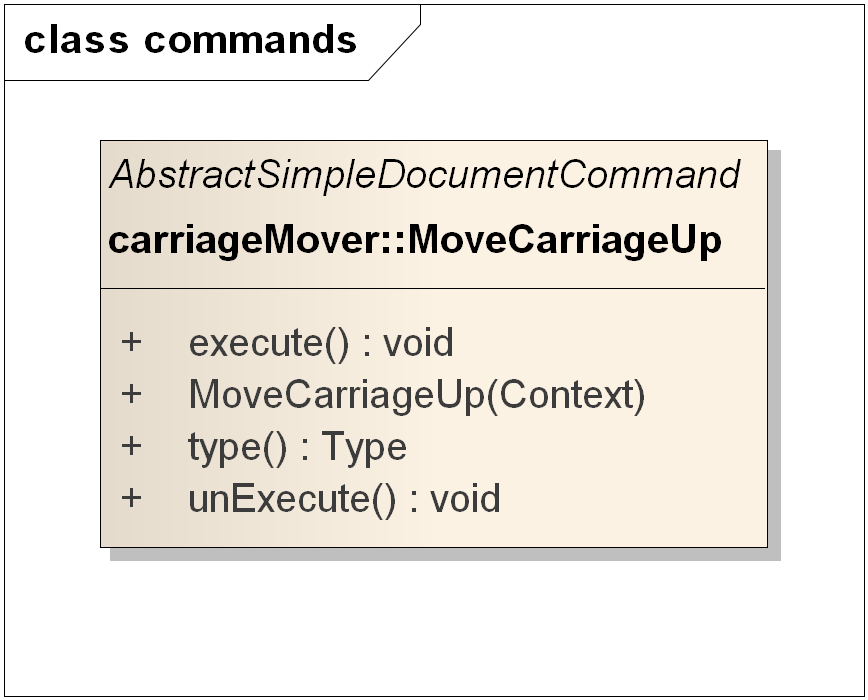 class commands
AbstractSimpleDocumentCommand
carriageMover::MoveCarriageUp
+ execute() : void
+ MoveCarriageUp(Context)
+ type() : Type
+ unExecute() : void